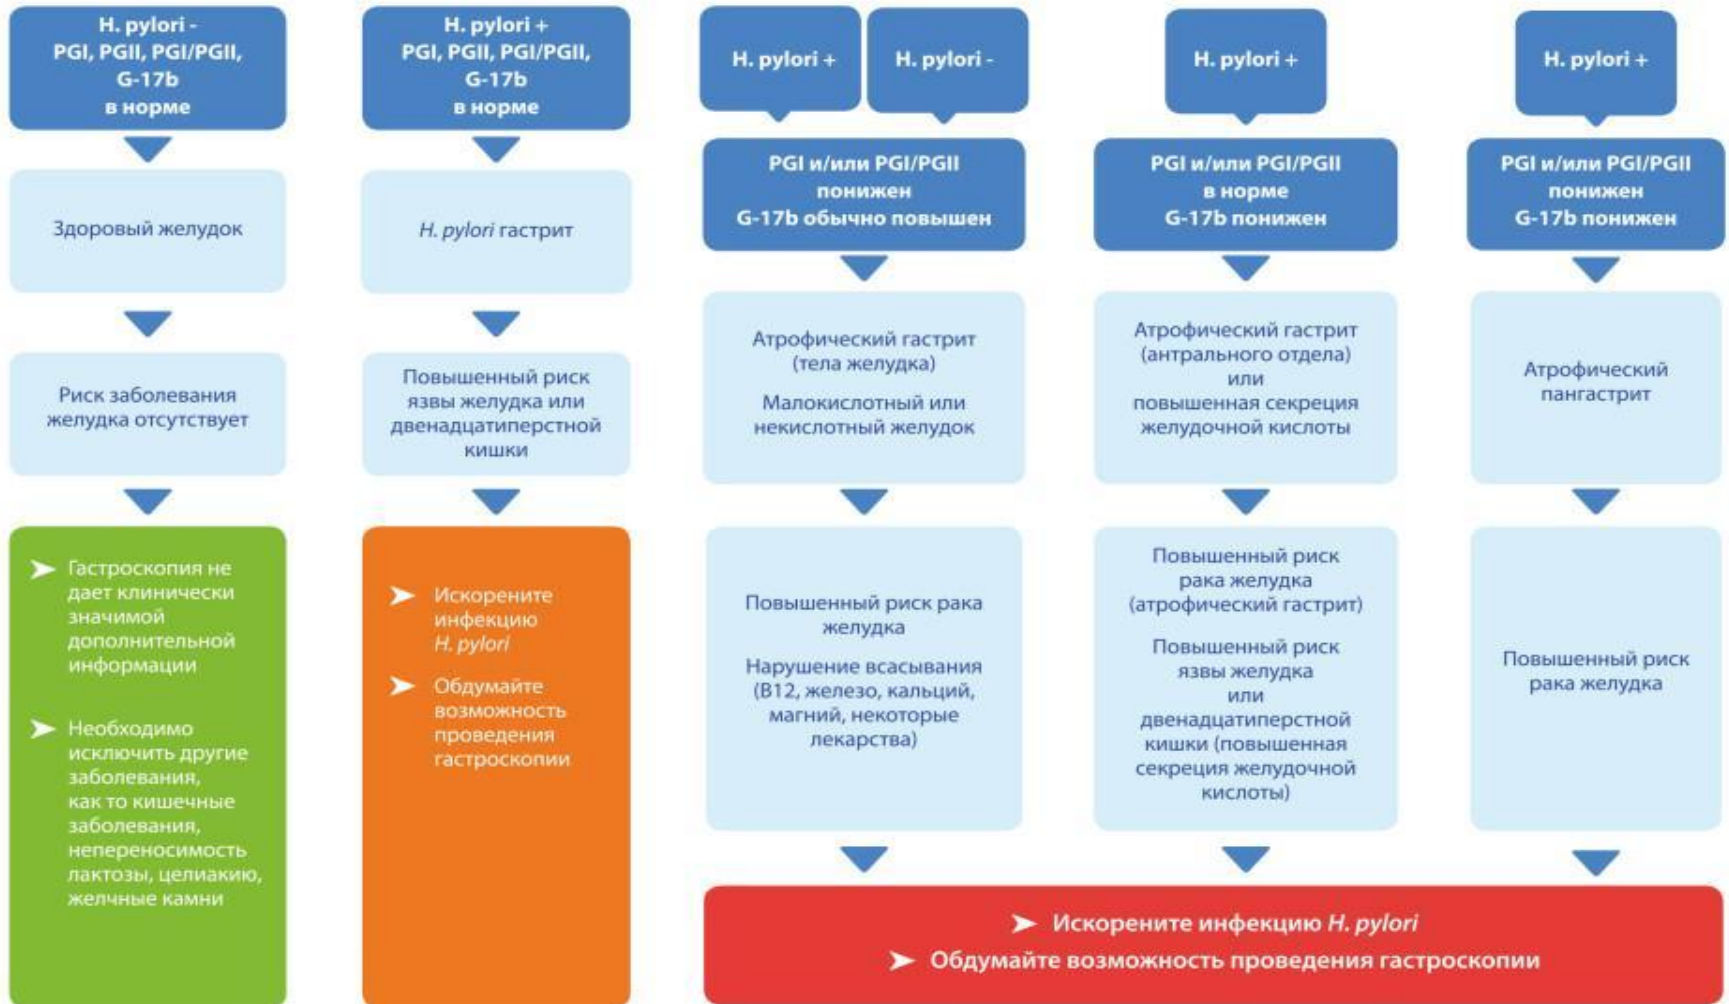 H. pylori -
PGI, PGII, PGI/PGII,
G-17b
в норме
Здоровый желудок
Риск заболевания
желудка отсутствует
Гастроскопия не
дает клинически
значимой
дополнительной
информации
Необходимо
исключить другие
заболевания,
как то кишечные
заболевания,
непереносимость
лактозы, целиакию,
желчные камни
H. pylori +
PGI, PGII, PGI/PGII,
G-17b
в норме
H. pylori гастрит
Повышенный риск
язвы желудка или
двенадцатиперстной
кишки
Искорените
инфекцию
H. pylori
Обдумайте
возможность
проведения
гастроскопии
H. pylori +
H. pylori -
PGI и/или PGI/PGII
понижен
G-17b обычно повышен
Атрофический гастрит
(тела желудка)
Малокислотный или
некислотный желудок
Повышенный риск рака
желудка
Нарушение всасывания
(B12, железо, кальций,
магний, некоторые
лекарства)
H. pylori +
PGI и/или PGI/PGII
в норме
G-17b понижен
Атрофический гастрит
(антрального отдела)
или
повышенная секреция
желудочной кислоты
Повышенный риск
рака желудка
(атрофический гастрит)
Повышенный риск
язвы желудка
или
двенадцатиперстной
кишки (повышенная
секреция желудочной
кислоты)
H. pylori +
PGI и/или PGI/PGII
понижен
G-17b понижен
Атрофический
пангастрит
Повышенный риск
рака желудка
Искорените инфекцию H. pylori
Обдумайте возможность проведения гастроскопии